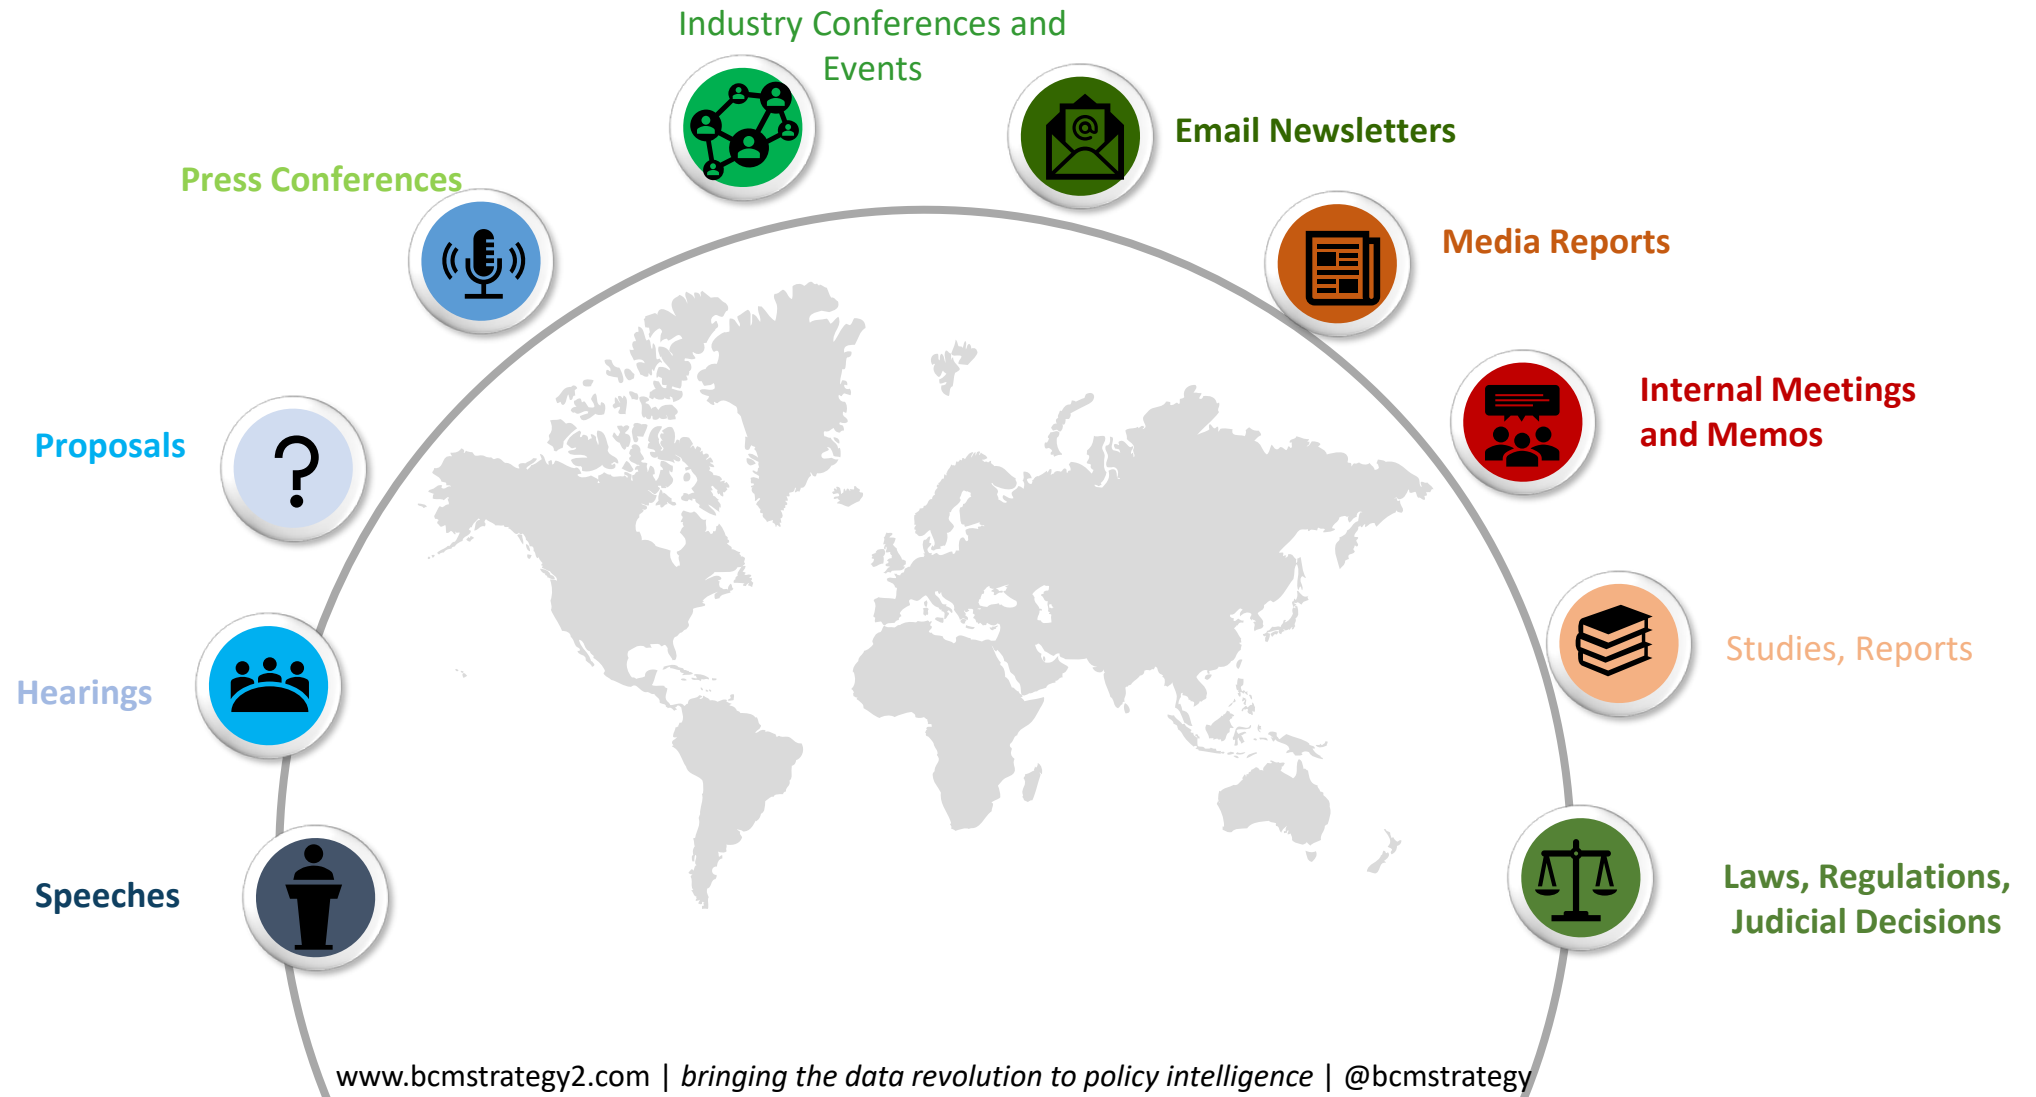 Industry Conferences and
Events
Email Newsletters
Press Conferences
Media Reports
Internal Meetings
and Memos
Proposals
Studies, Reports
Hearings
Laws, Regulations,
Judicial Decisions
Speeches
www.bcmstrategy2.com | bringing the data revolution to policy intelligence | @bcmstrategy